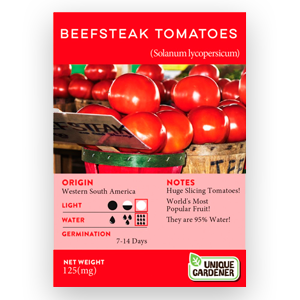 BEEFSTEAK TOMATOES
(Solanum lycopersicum)
STEAK
ORIGIN
Western South America
LIGHT
WATER
GERMINATION
7-14 Days
NOTES
Huge Slicing Tomatoes!
World's Most
Popular Fruit!
They are 95% Water!
NET WEIGHT
125(mg)
UNIQUE
GARDENER